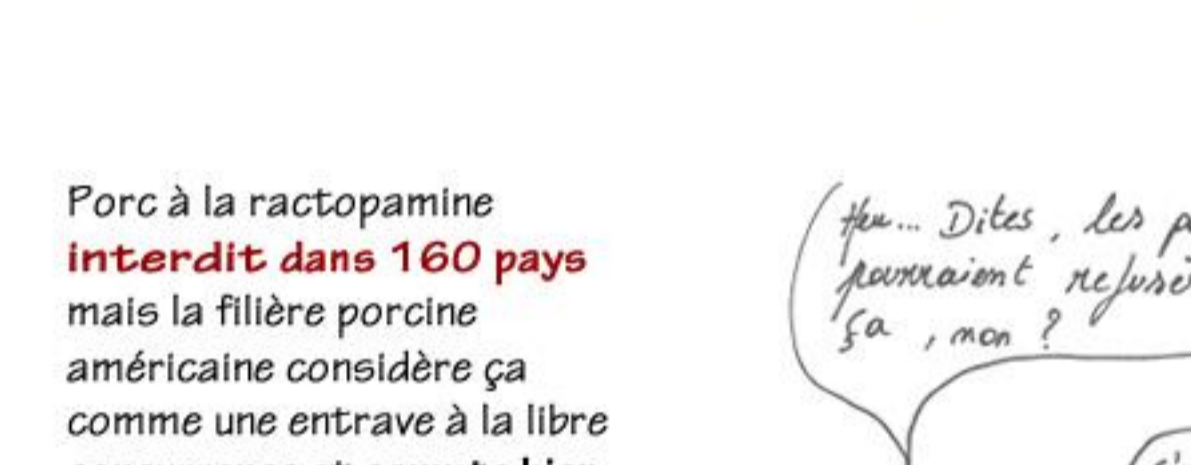 Porc à la ractopamine
interdit dans 160 pays
mais la filière porcine
américaine considère ça
comme une entrave à la libre
Heu... Dites, les
pourraient
ça, non ?